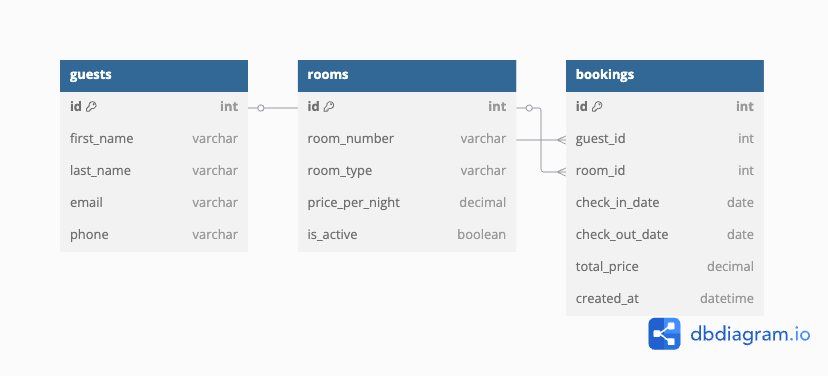 guests
id int
first_name varchar
last_name varchar
email varchar
phone varchar
rooms
id int
room_number varchar
room_type varchar
price_per_night decimal
is_active boolean
bookings
id int
guest_id int
room_id int
check_in_date date
check_out_date date
total_price decimal
created_at datetime
dbdiagram.io